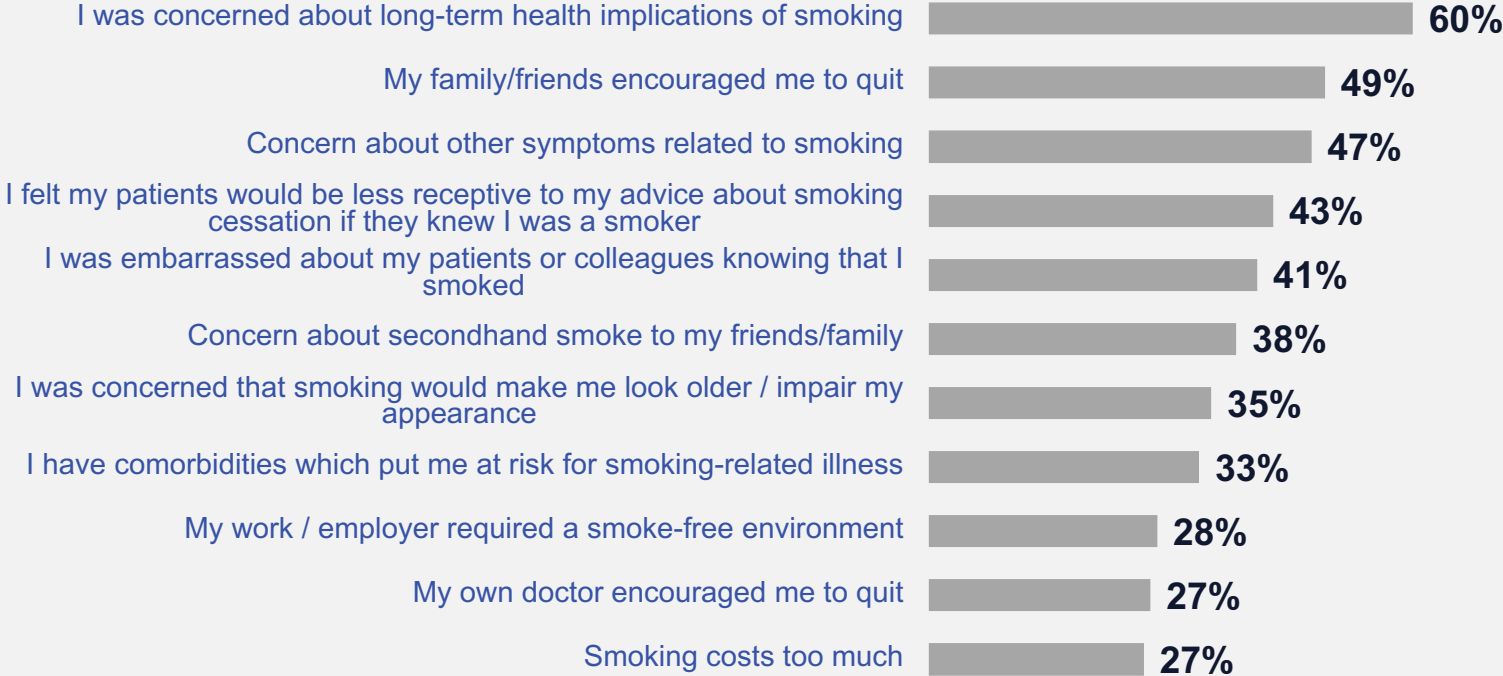 I was concerned about long-term health implications of smoking 60%
My family/friends encouraged me to quit 49%
Concern about other symptoms related to smoking 47%
I felt my patients would be less receptive to my advice about smoking
cessation if they knew I was a smoker 43%
I was embarrassed about my patients or colleagues knowing that I
smoked 41%
Concern about secondhand smoke to my friends/family 38%
I was concerned that smoking would make me look older / impair my
appearance 35%
I have comorbidities which put me at risk for smoking-related illness 33%
My work / employer required a smoke-free environment 28%
My own doctor encouraged me to quit 27%
Smoking costs too much 27%